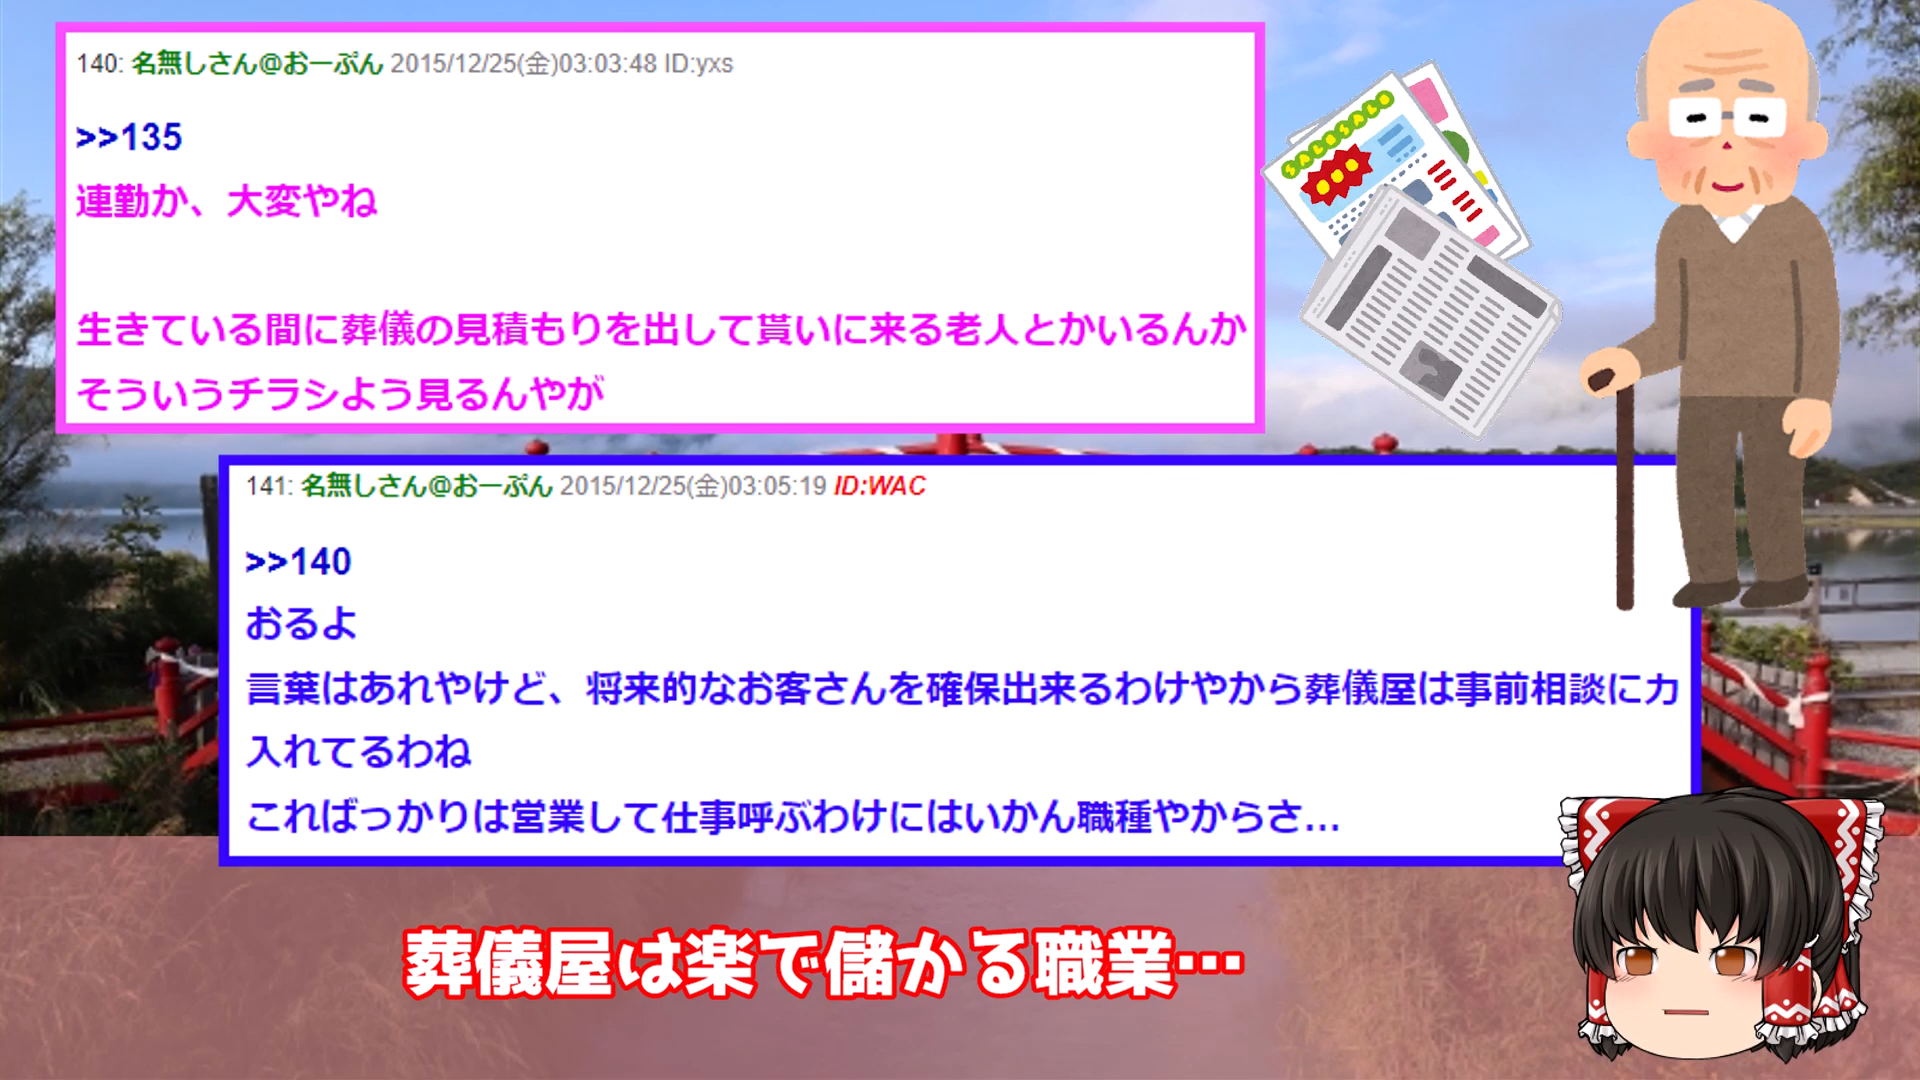 140: 名無しさん@おーぷん 2015/12/25(金)03:03:48 ID:yxs
>>135
連勤か、大変やね
生きている間に葬儀の見積もりを出して貰いに来る老人とかいるんか
そういうチラシよう見るんやが
SALESALE
141: 名無しさん@おーぷん 2015/12/25(金)03:05:19 ID:WAC
>>140
おるよ
言葉はあれやけど、将来的なお客さんを確保出来るわけやから葬儀屋は事前相談に力
入れてるわね
こればっかりは営業して仕事呼ぶわけにはいかん職種やからさ…
葬儀屋は楽で儲かる職業…